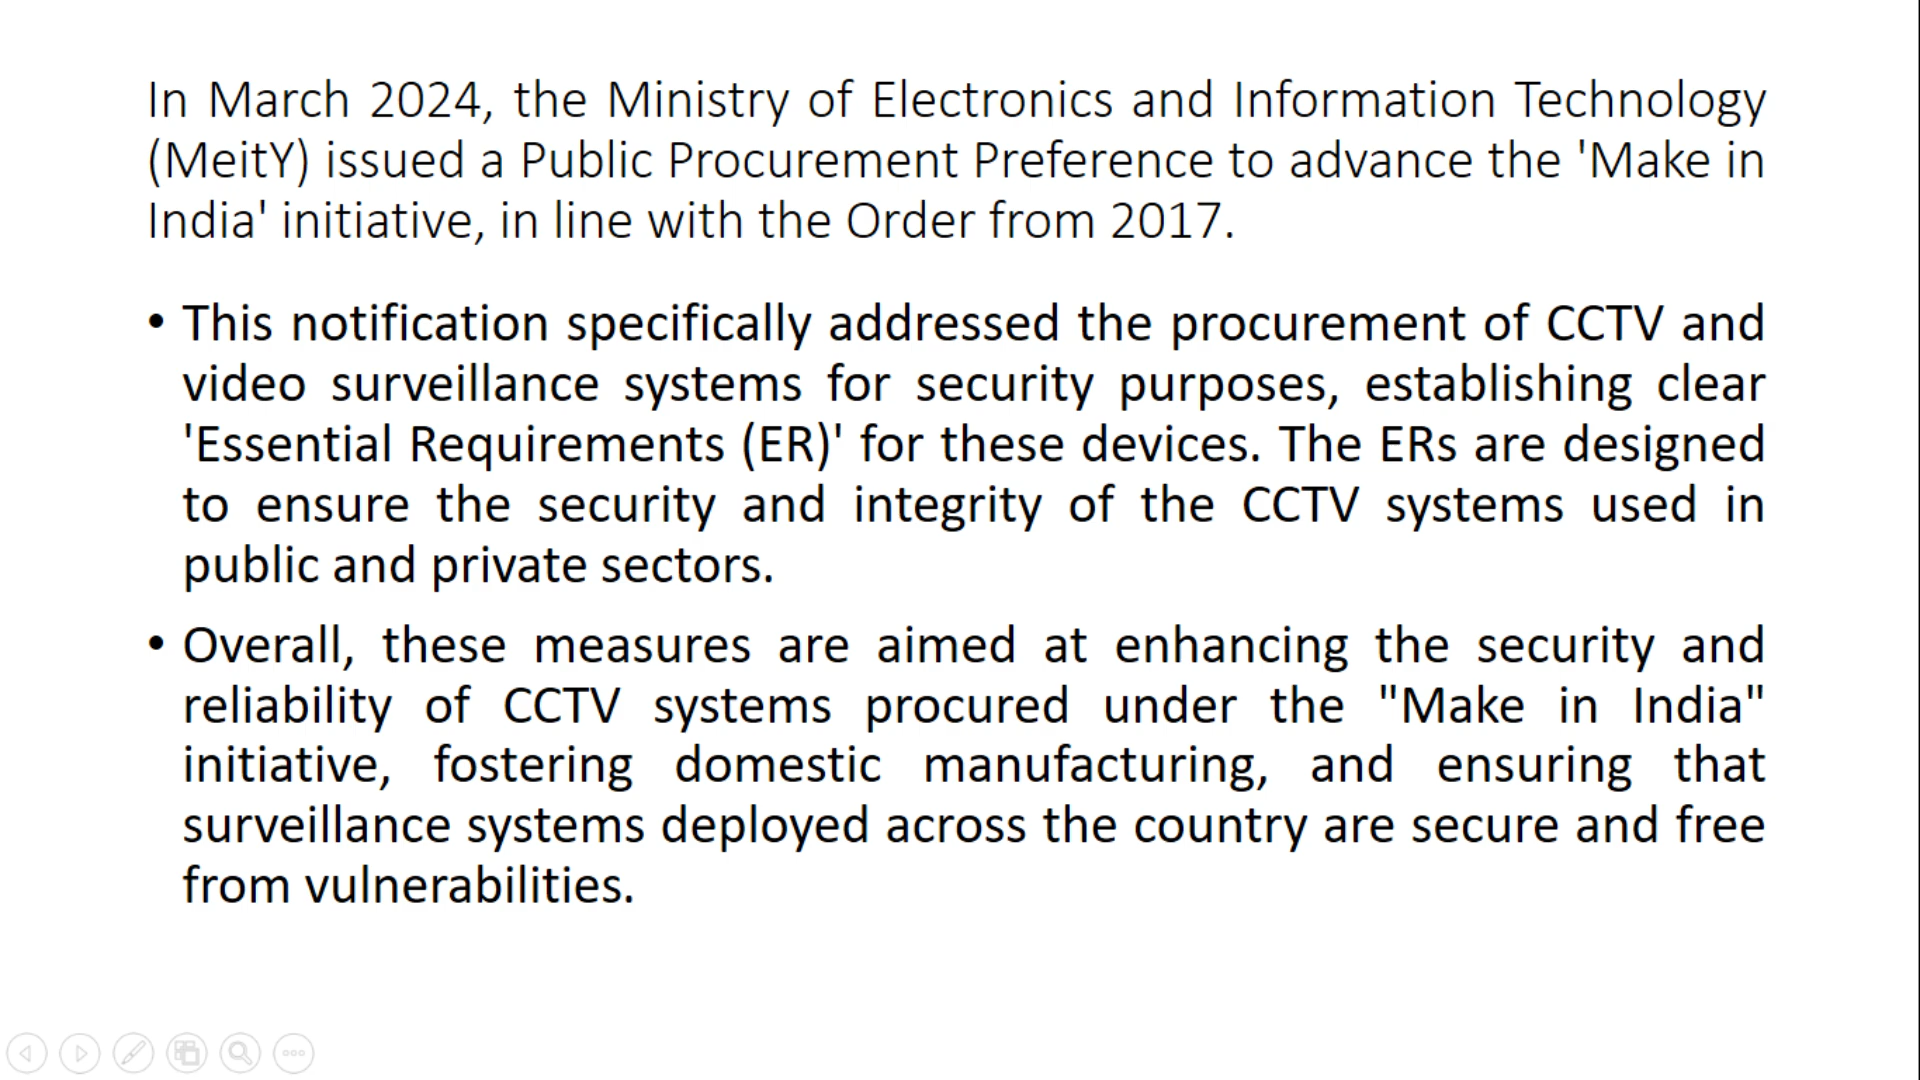 In March 2024, the Ministry of Electronics and Information Technology
(MeitY) issued a Public Procurement Preference to advance the 'Make in
India' initiative, in line with the Order from 2017.
• This notification specifically addressed the procurement of CCTV and
video surveillance systems for security purposes, establishing clear
'Essential Requirements (ER)' for these devices. The ERs are designed
to ensure the security and integrity of the CCTV systems used in
public and private sectors.
• Overall, these measures are aimed at enhancing the security and
reliability of CCTV systems procured under the "Make in India"
initiative, fostering domestic manufacturing, and ensuring that
surveillance systems deployed across the country are secure and free
from vulnerabilities.